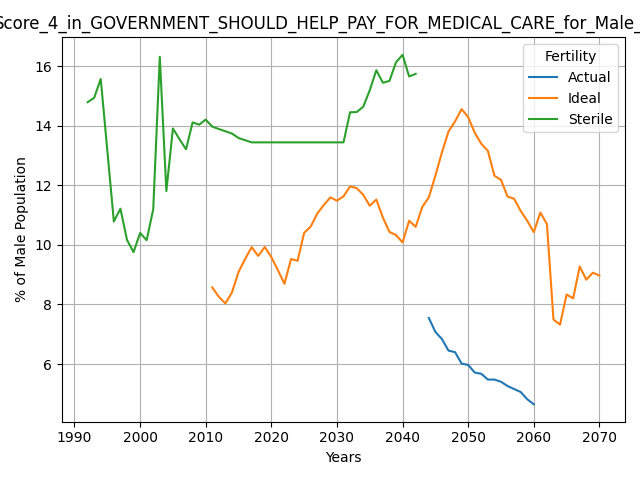 Score_4_in_GOVERNMENT_SHOULD_HELP_PAY_FOR_MEDICAL_CARE_for_Male_
Fertility
Actual
Ideal
Sterile
% of Male Population
16
14
12
10
8
6
1990
2000
2010
2020
2030
2040
2050
2060
2070
Years